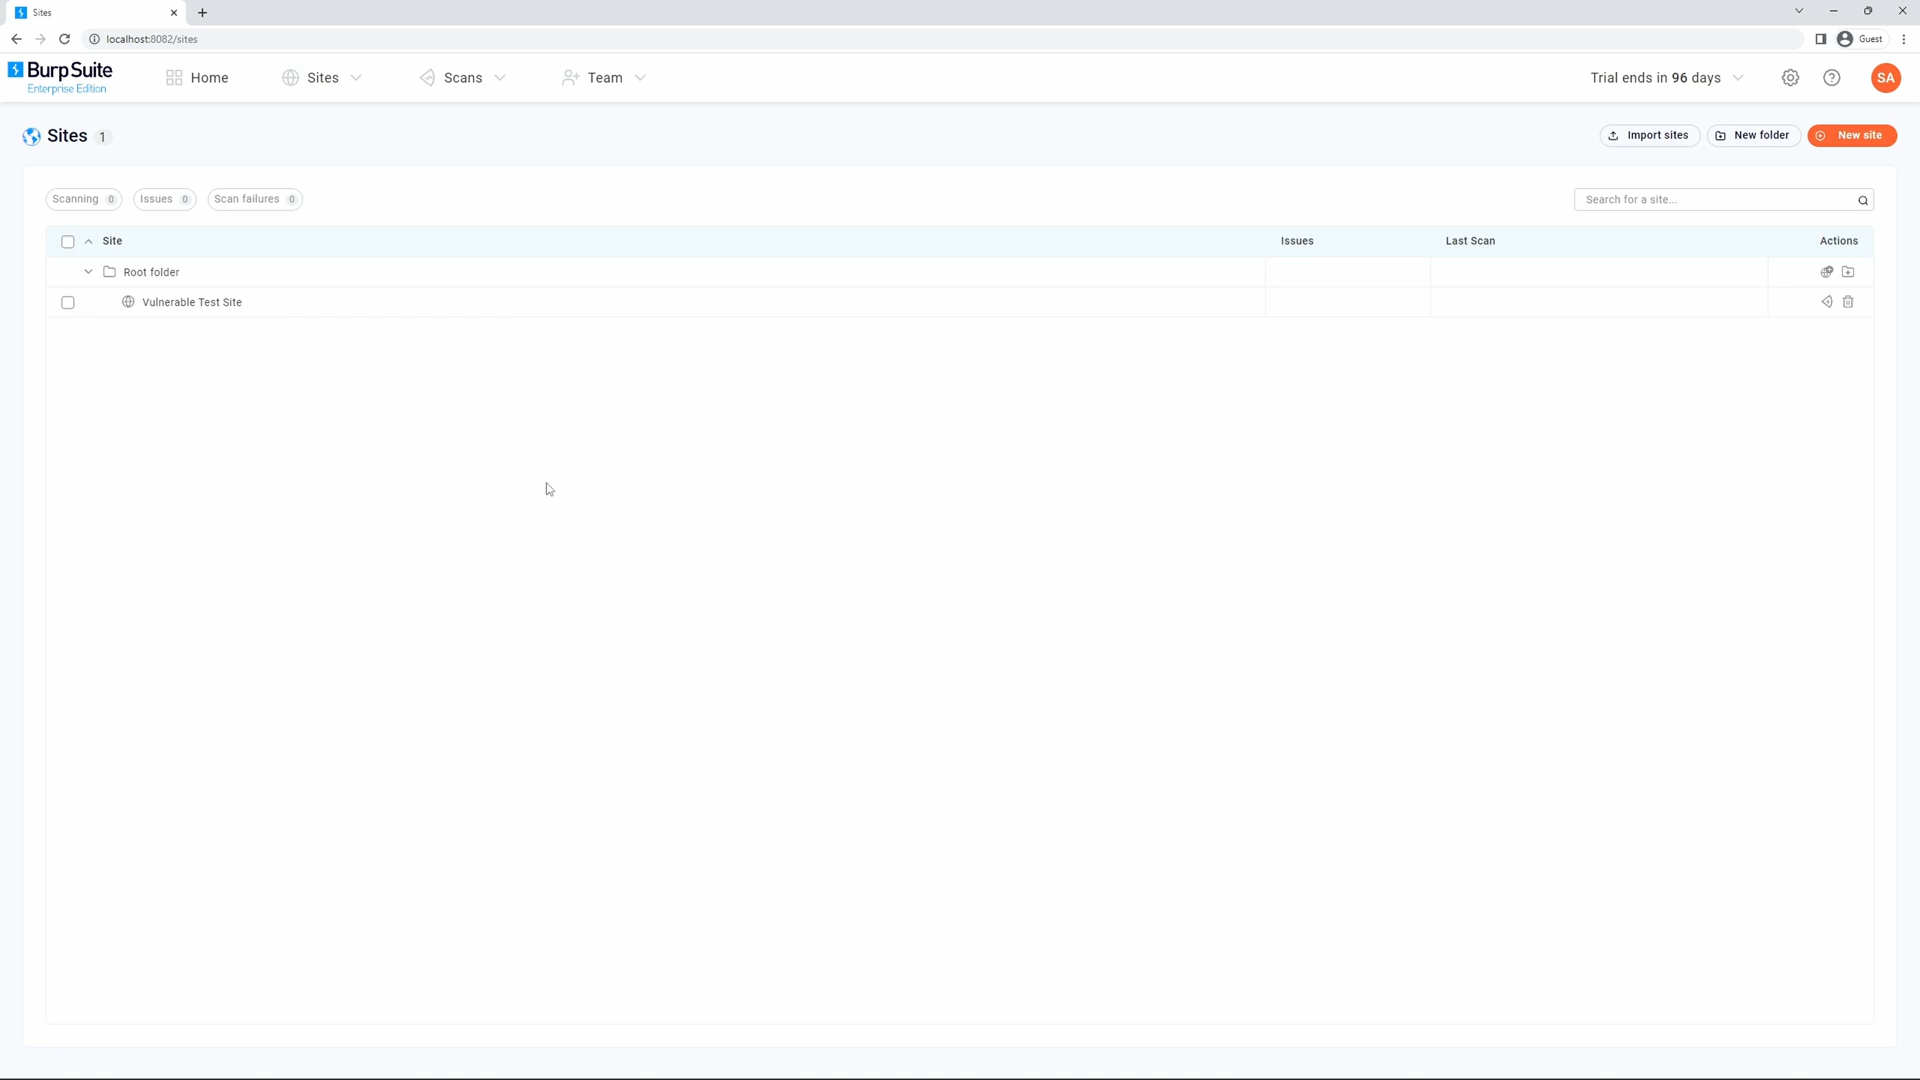 Sites
localhost:8082/sites
Guest
BurpSuite
Enterprise Edition
Home
Sites
Scans
Team
Trial ends in 96 days
SA
Sites 1
Import sites
New folder
New site
Scanning 0
Issues 0
Scan failures 0
Search for a site...
Site
Issues
Last Scan
Actions
Root folder
Vulnerable Test Site